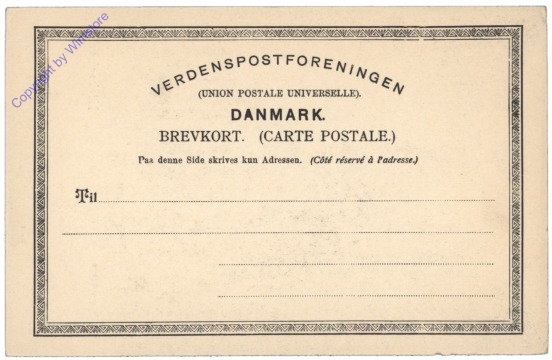 Copyright by Wimstore
VERDENSPOSTFORENINGEN
(UNION POSTALE UNIVERSELLE).
DANMARK.
BREVKORT. (CARTE POSTALE.)
Paa denne Side skrives kun Adressen. (Côté réservé à l'adresse.)
Til